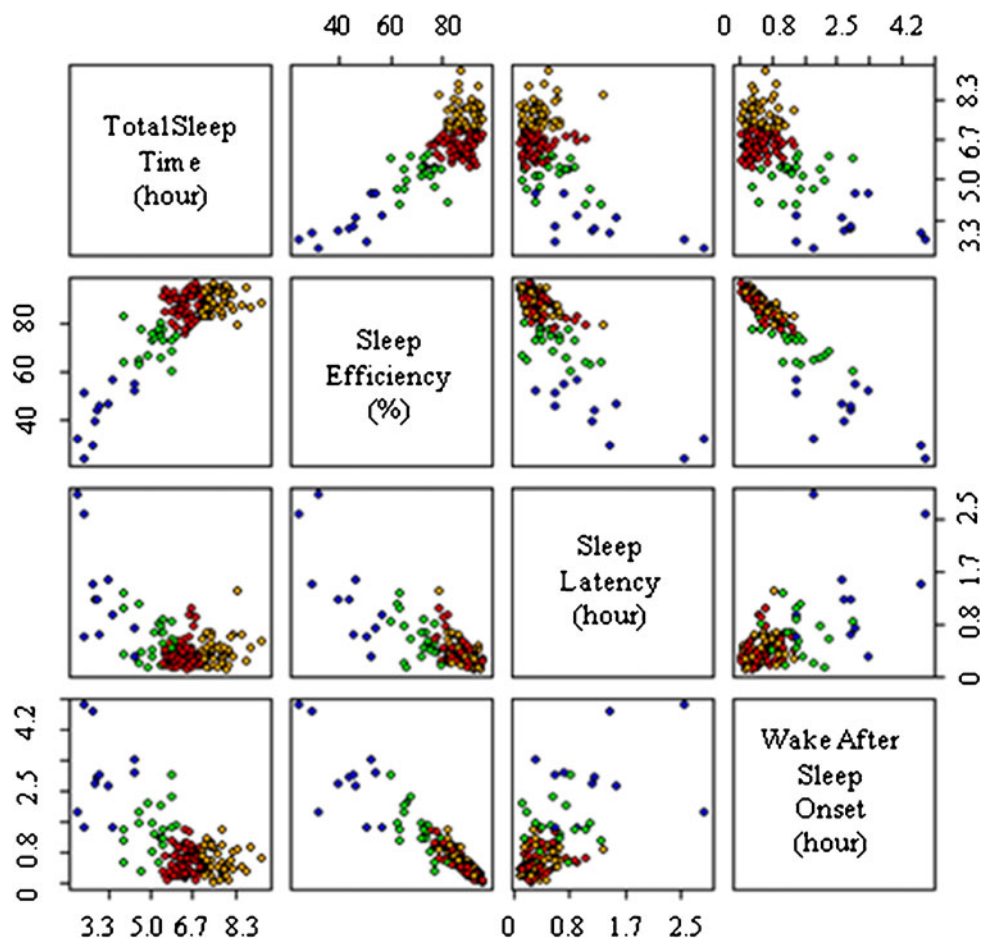 40 60 80
0 0.8 2.5 4.2
Total Sleep
Time
(hour)
8.3
6.7
5.0
3.3
80
60
40
Sleep
Efficiency
(%)
Sleep
Latency
(hour)
2.5
1.7
0.8
0
4.2
2.5
0.8
0
Wake After
Sleep
Onset
(hour)
3.3 5.0 6.7 8.3
0 0.8 1.7 2.5